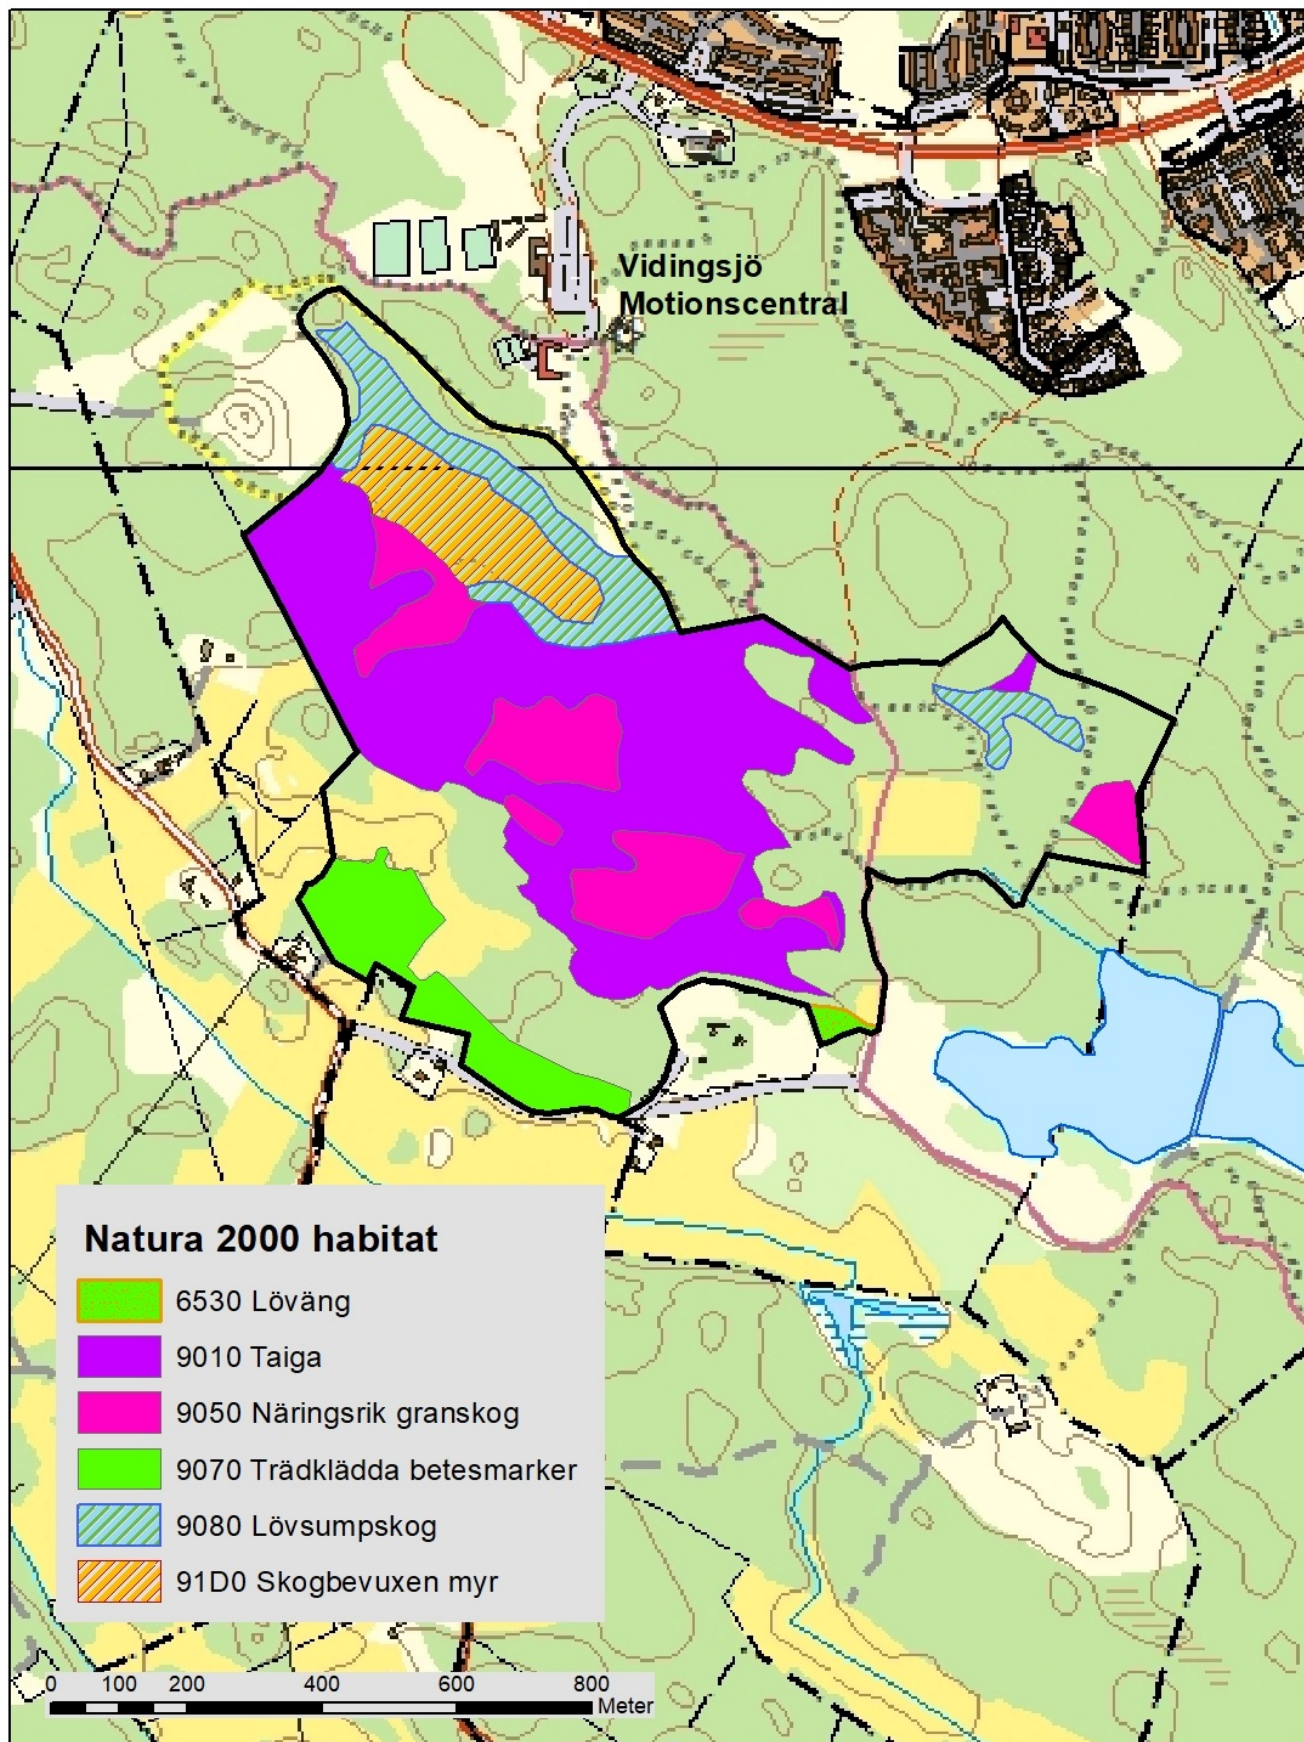 Vidingsjö
Motionscentral
Natura 2000 habitat
6530 Löväng
9010 Taiga
9050 Näringsrik granskog
9070 Trädklädda betesmarker
9080 Lövsumpskog
91D0 Skogbevuxen myr
0 100 200 400 600 800
Meter